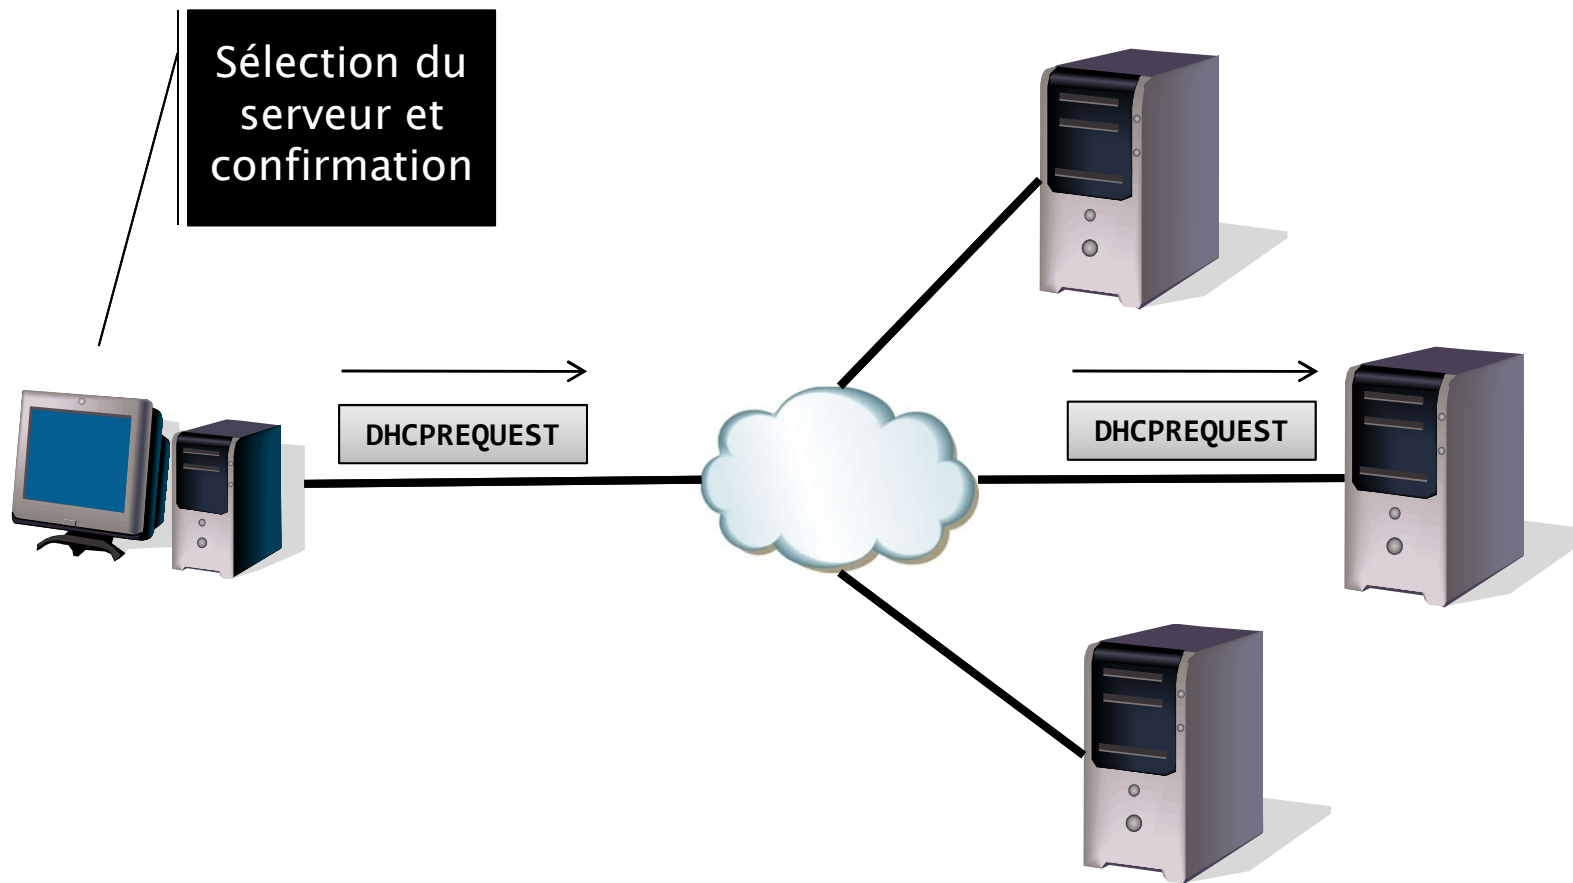 Sélection du
serveur et
confirmation
DHCPREQUEST
DHCPREQUEST